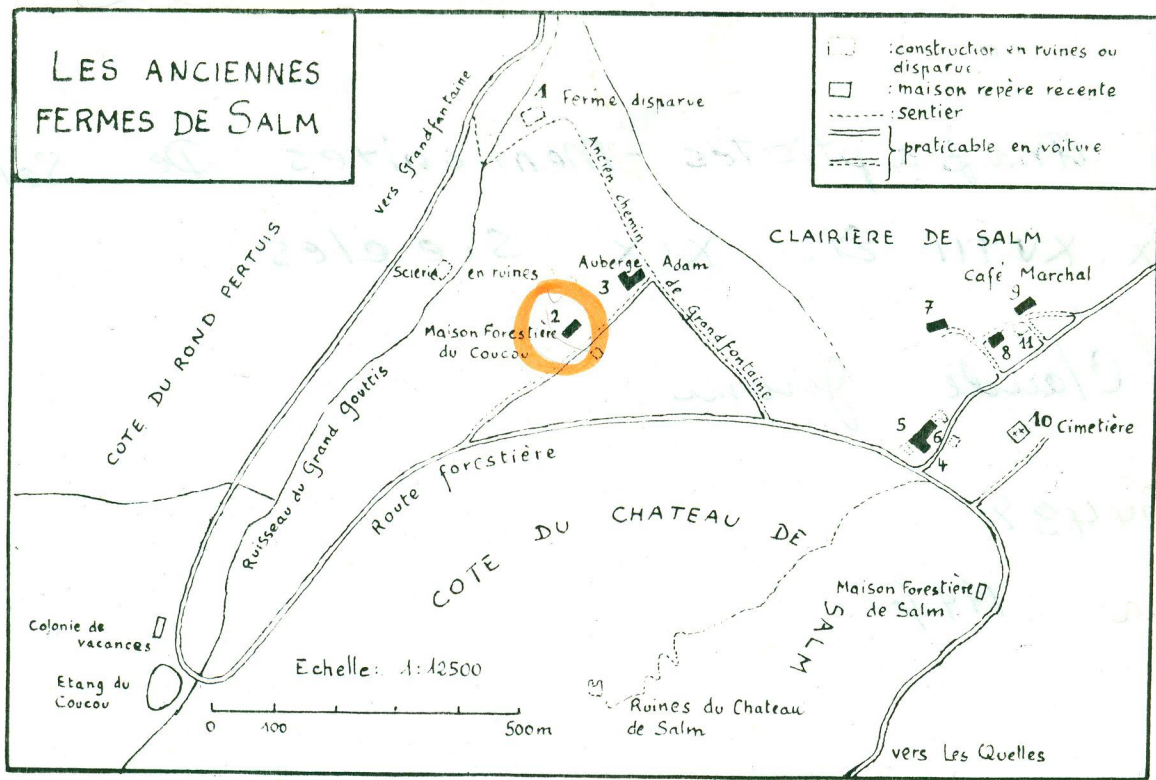 LES ANCIENNES
FERMES DE SALM
: construction en ruines ou
disparue
: maison repère récente
: sentier
praticable en voiture
1
Ferme disparue
vers Grandfontaine
Ancien chemin
de Grandfontaine
COTE DU ROND PERTUIS
Scierie en ruines
Auberge Adam
3
2
Maison Forestière
du Coucou
CLAIRIÈRE DE SALM
Café Marchal
9
7
8
11
5
6
4
10 Cimetière
Ruisseau du Grand Gouttis
Route forestière
COTE DU CHATEAU DE
SALM
Maison Forestière
de Salm
Colonie de
vacances
Etang du
Coucou
Echelle: 1:12500
0 100 500m
Ruines du Chateau
de Salm
vers Les Quelles